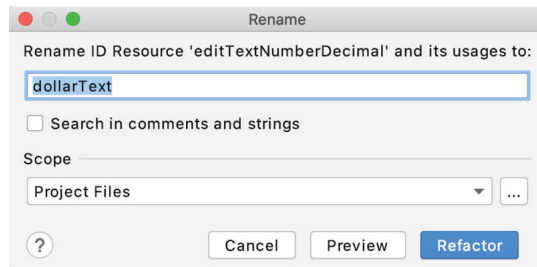 Rename
Rename ID Resource 'editTextNumberDecimal' and its usages to:
dollarText
Search in comments and strings
Scope
Project Files
...
? Cancel Preview Refactor